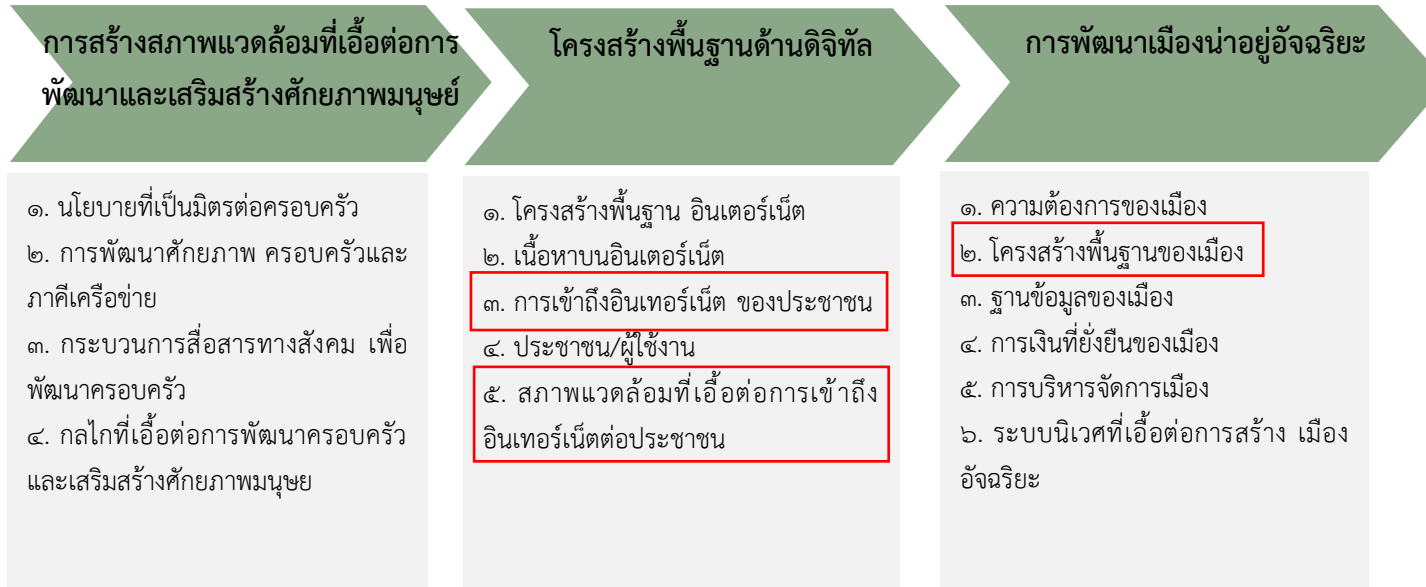 การสร้างสภาพแวดล้อมที่เอื้อต่อการ
พัฒนาและเสริมสร้างศักยภาพมนุษย์
๑. นโยบายที่เป็นมิตรต่อครอบครัว
๒. การพัฒนาศักยภาพ ครอบครัวและ
ภาคีเครือข่าย
๓. กระบวนการสื่อสารทางสังคม เพื่อ
พัฒนาครอบครัว
๔. กลไกที่เอื้อต่อการพัฒนาครอบครัว
และเสริมสร้างศักยภาพมนุษย
โครงสร้างพื้นฐานด้านดิจิทัล
๑. โครงสร้างพื้นฐาน อินเตอร์เน็ต
๒. เนื้อหาบนอินเตอร์เน็ต
๓. การเข้าถึงอินเทอร์เน็ต ของประชาชน
๔. ประชาชน/ผู้ใช้งาน
๕. สภาพแวดล้อมที่เอื้อต่อการเข้าถึง
อินเทอร์เน็ตต่อประชาชน
การพัฒนาเมืองน่าอยู่อัจฉริยะ
๑. ความต้องการของเมือง
๒. โครงสร้างพื้นฐานของเมือง
๓. ฐานข้อมูลของเมือง
๔. การเงินที่ยั่งยืนของเมือง
๕. การบริหารจัดการเมือง
๖. ระบบนิเวศที่เอื้อต่อการสร้าง เมือง
อัจฉริยะ